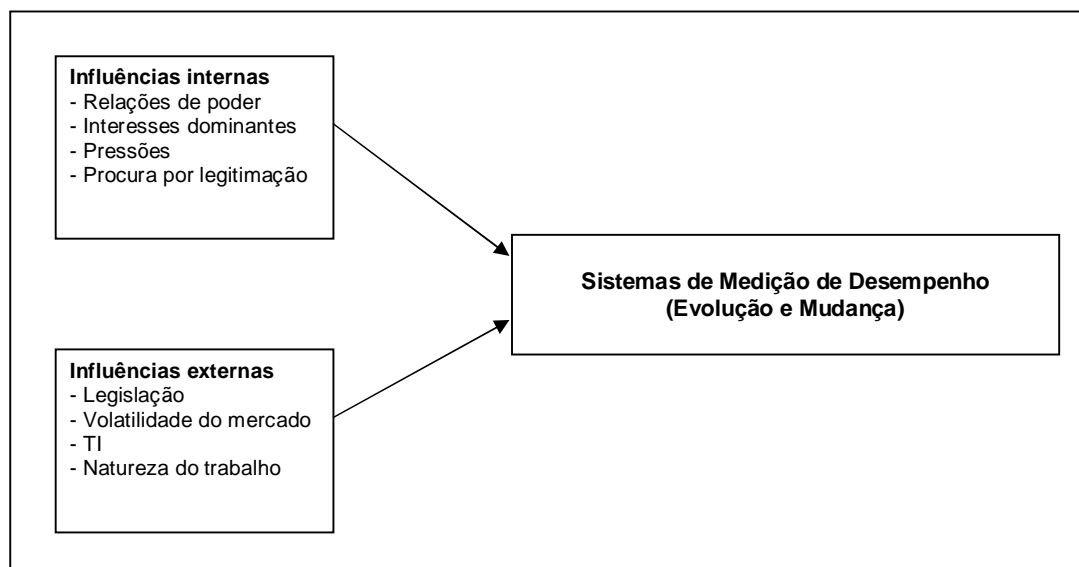 Influências internas
- Relações de poder
- Interesses dominantes
- Pressões
- Procura por legitimação
Sistemas de Medição de Desempenho
(Evolução e Mudança)
Influências externas
- Legislação
- Volatilidade do mercado
- TI
- Natureza do trabalho